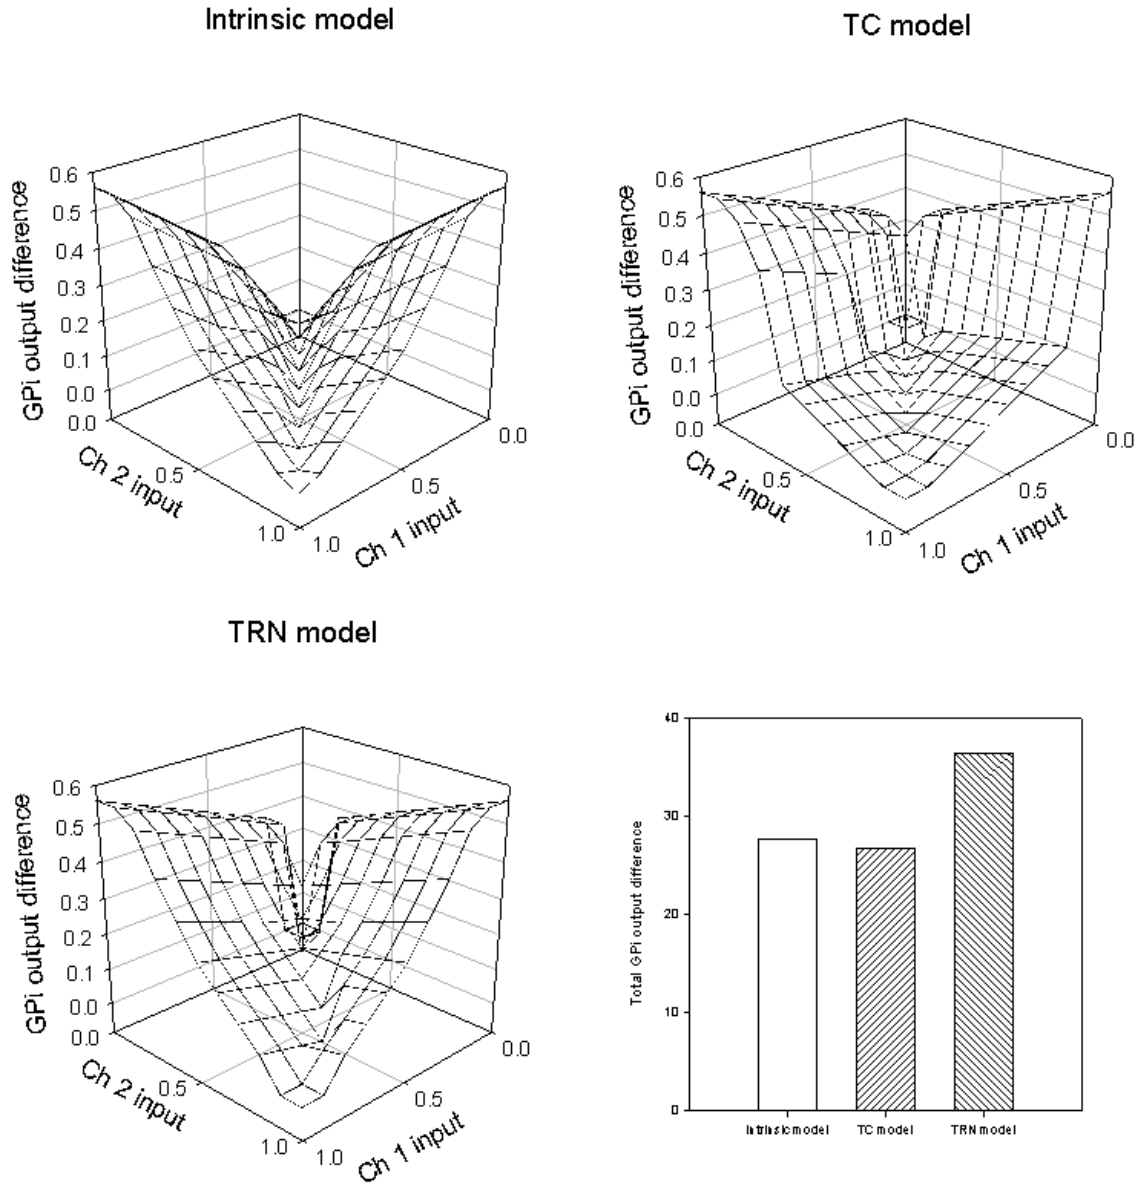 Intrinsic model
TC model
GPi output difference
0.6
0.5
0.4
0.3
0.2
0.1
0.0
0.0
Ch 2 input
0.5
1.0
1.0
Ch 1 input
0.5
0.0
GPi output difference
0.6
0.5
0.4
0.3
0.2
0.1
0.0
0.0
Ch 2 input
0.5
1.0
1.0
Ch 1 input
0.5
0.0
TRN model
GPi output difference
0.6
0.5
0.4
0.3
0.2
0.1
0.0
0.0
Ch 2 input
0.5
1.0
1.0
Ch 1 input
0.5
0.0
Total GPi output difference
40
30
20
10
0
Intrinsic model
TC model
TRN model